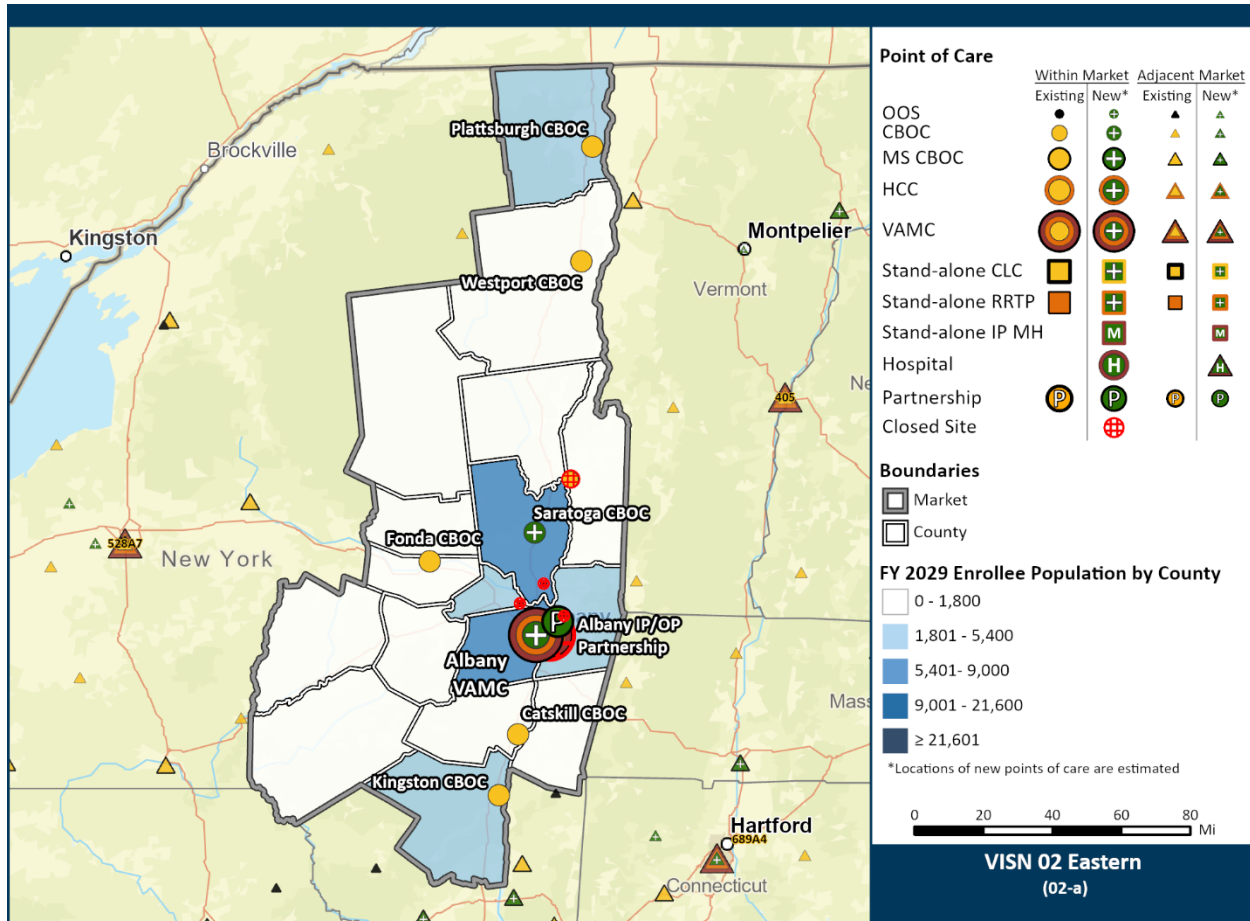 Plattsburgh CBOC
Brockville
Kingston
Montpelier
Westport CBOC
Vermont
405
Saratoga CBOC
Fonda CBOC
528A7
New York
Albany IP/OP
Partnership
Albany
VAMC
Catskill CBOC
Kingston CBOC
Hartford
689A4
Connecticut
Point of Care
Within Market
Adjacent Market
Existing
New*
Existing
New*
OOS
CBOC
MS CBOC
HCC
VAMC
Stand-alone CLC
Stand-alone RRTP
Stand-alone IP MH
M
M
Hospital
H
H
Partnership
P
P
P
P
Closed Site
Boundaries
Market
County
FY 2029 Enrollee Population by County
0 - 1,800
1,801 - 5,400
5,401- 9,000
9,001 - 21,600
≥ 21,601
*Locations of new points of care are estimated
0 20 40 60 80
Mi
VISN 02 Eastern
(02-a)